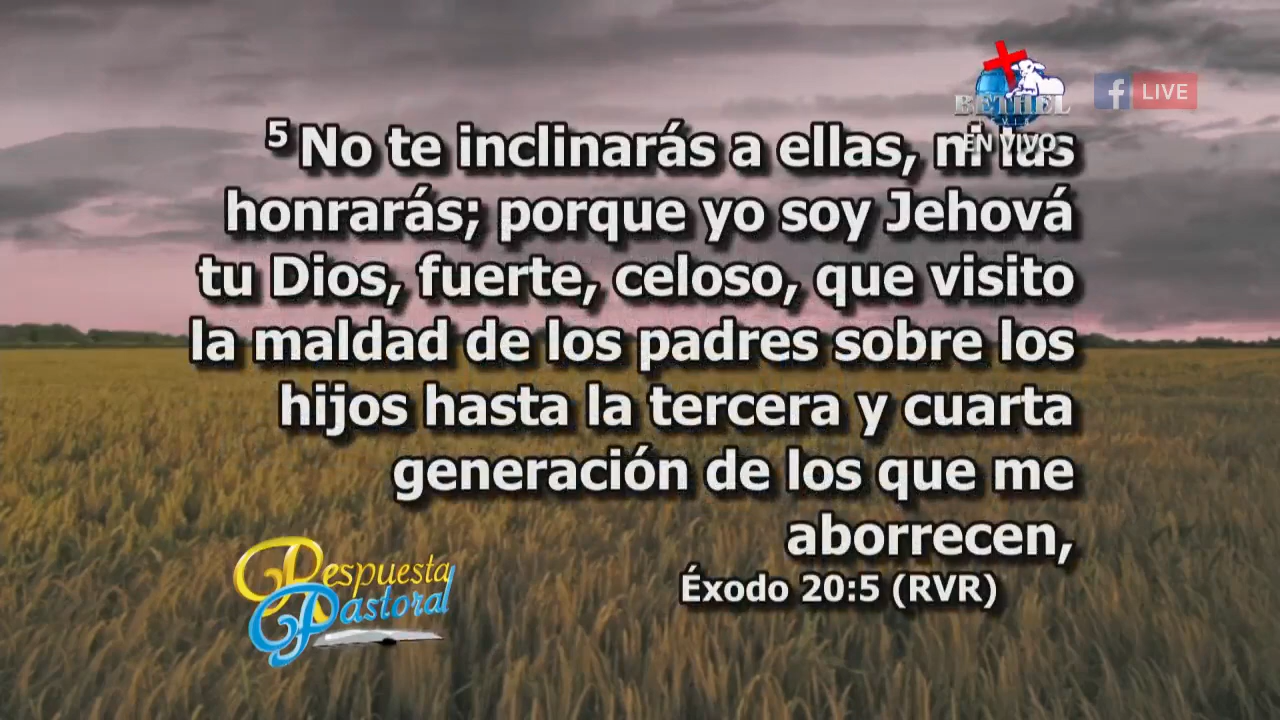 BETHEL
EN VIVO
f LIVE
5 No te inclinarás a ellas, ni las
honrarás; porque yo soy Jehová
tu Dios, fuerte, celoso, que visito
la maldad de los padres sobre los
hijos hasta la tercera y cuarta
generación de los que me
aborrecen,
Éxodo 20:5 (RVR)
Respuesta
Pastoral